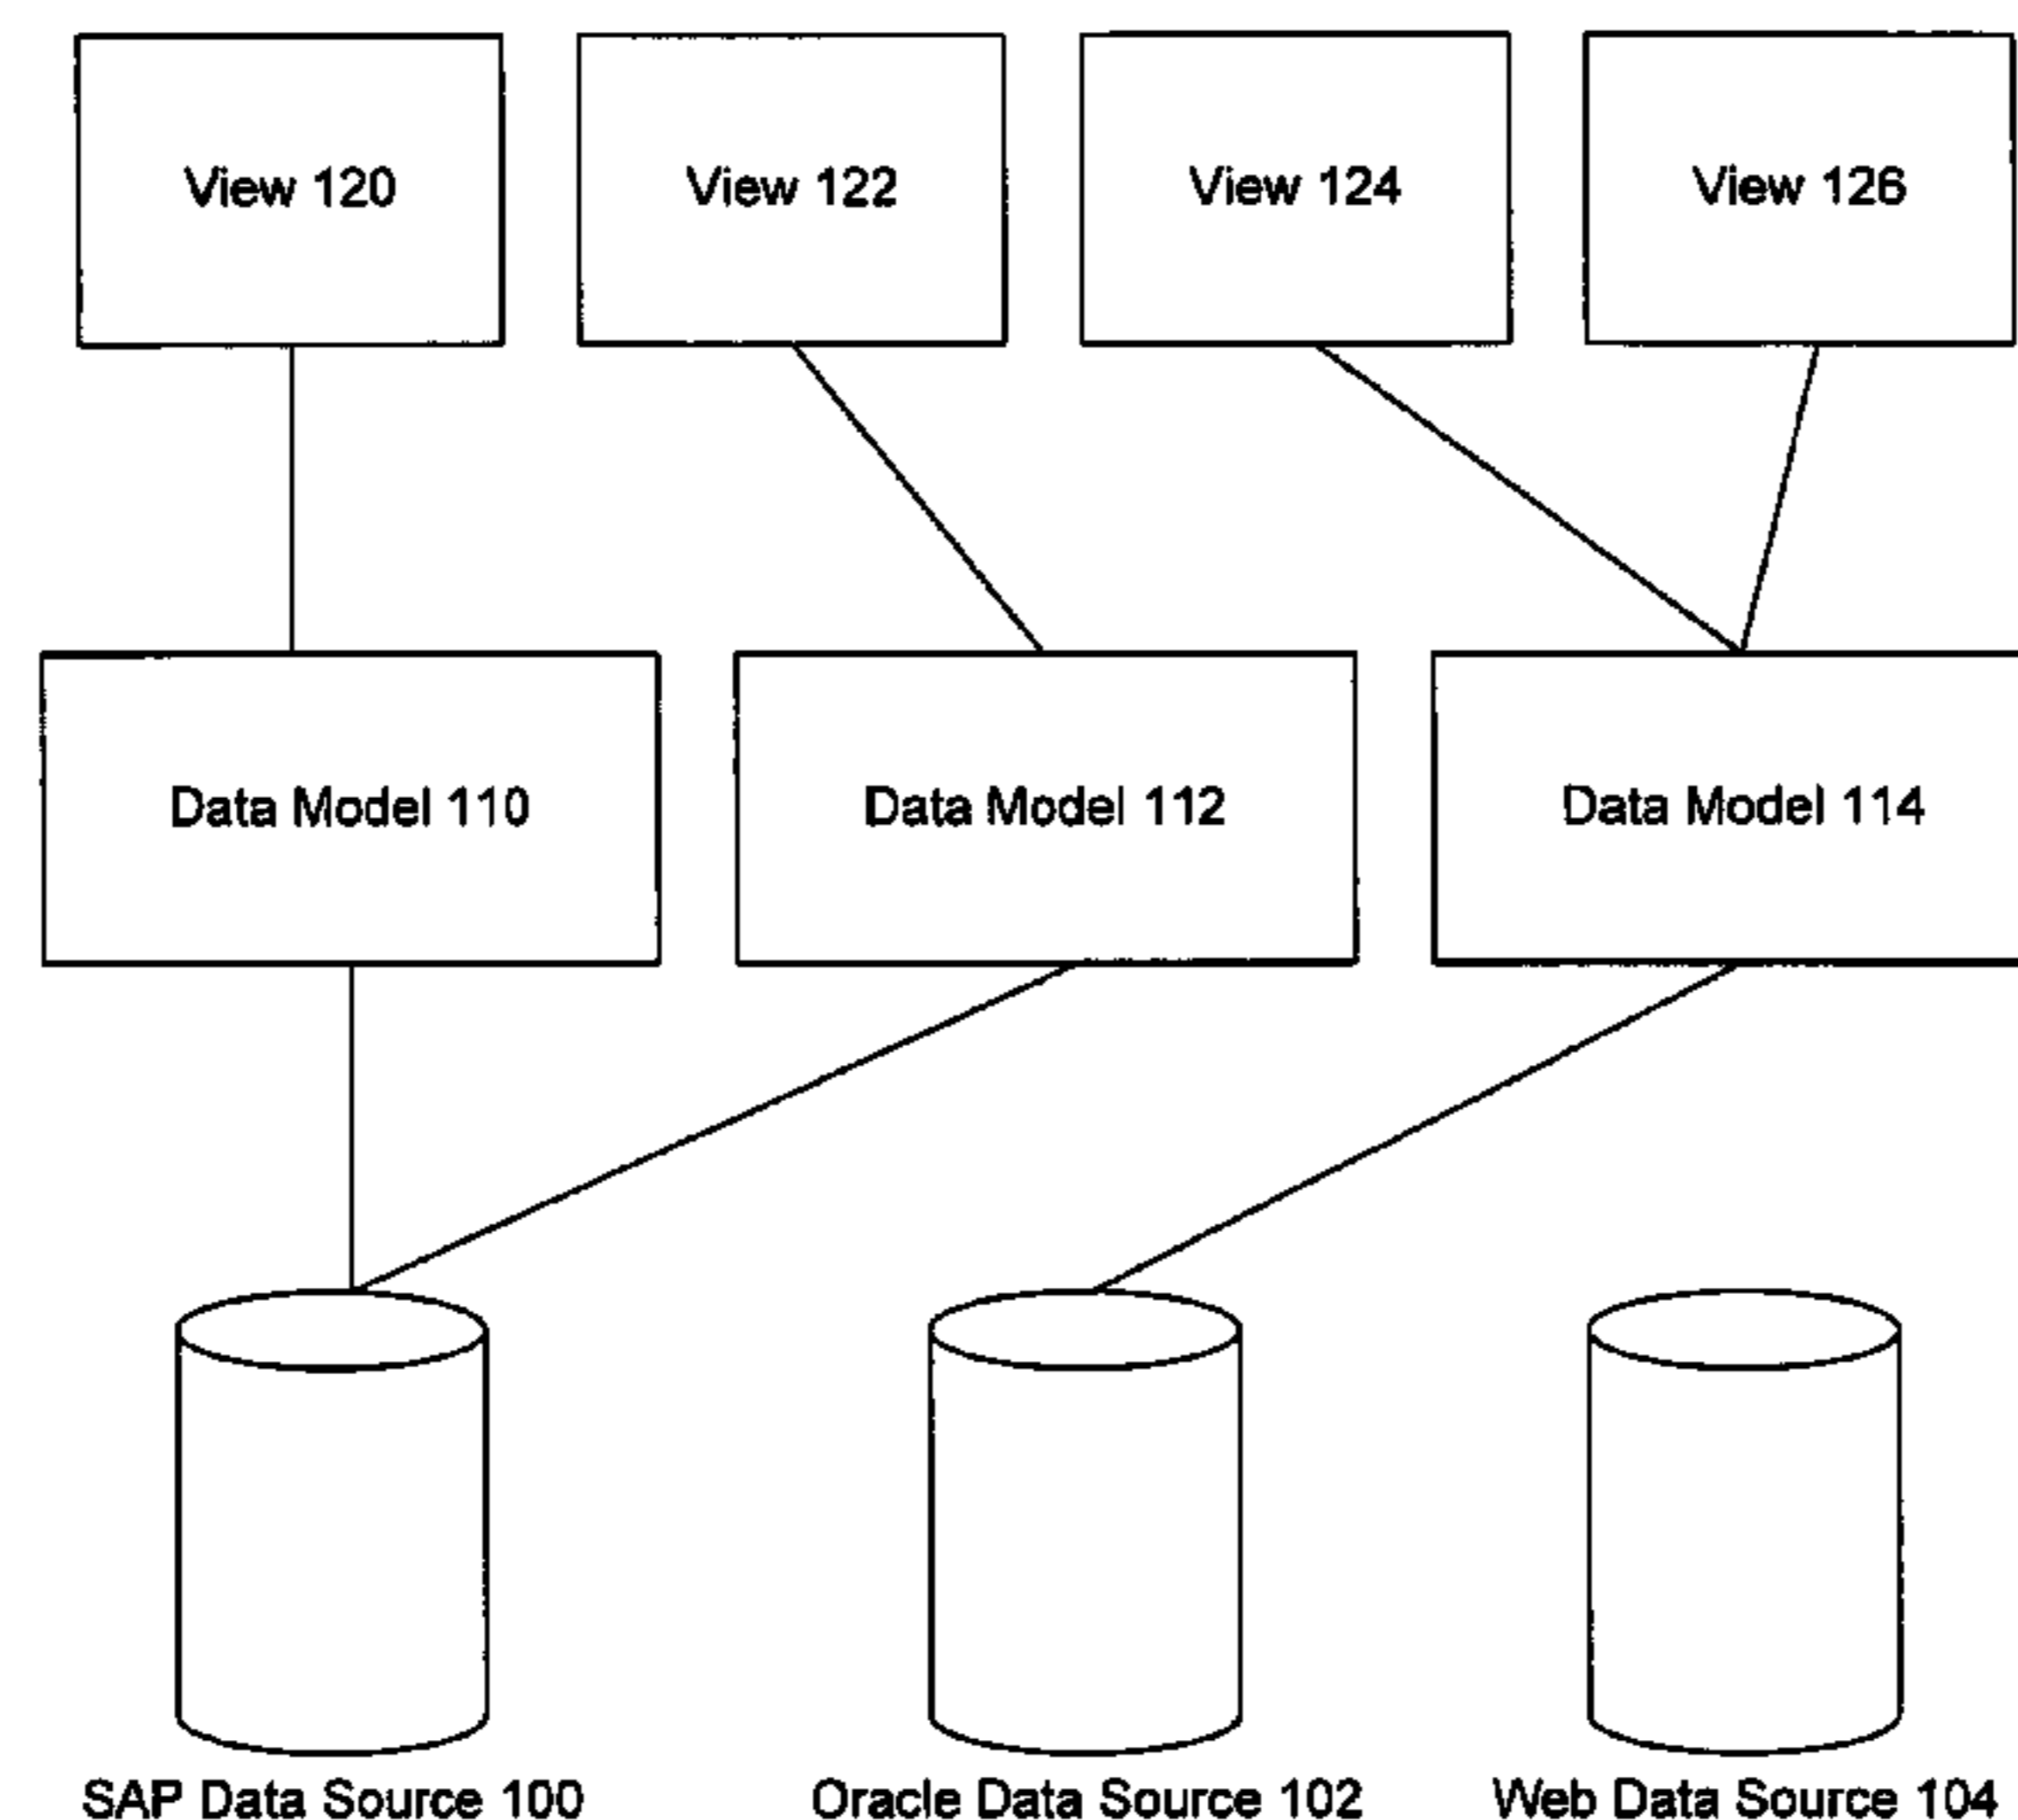 View 120
View 122
View 124
View 126
Data Model 110
Data Model 112
Data Model 114
SAP Data Source 100
Oracle Data Source 102
Web Data Source 104